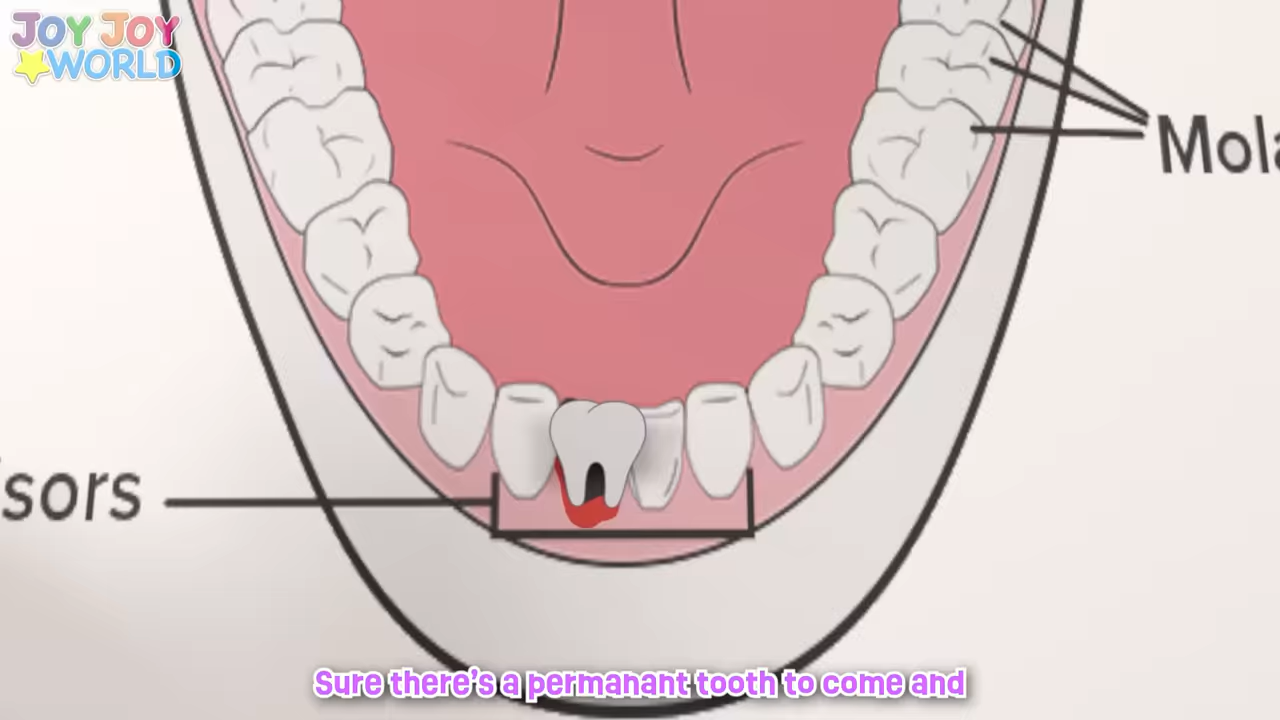 JOY JOY
WORLD
Mola
sors
Sure there's a permanant tooth to come and